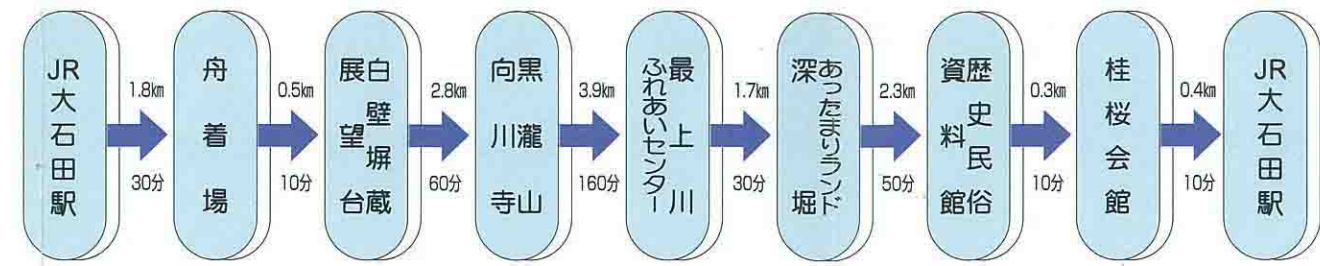 JR大石田駅
1.8km
30分
舟着場
0.5km
10分
白壁塀蔵
展望台
2.8km
60分
黒瀧山
向川寺
3.9km
160分
最上川
ふれあいセンター
1.7km
30分
あったまりランド
深堀
2.3km
50分
歴史民俗
資料館
0.3km
10分
桂桜会館
0.4km
10分
JR大石田駅